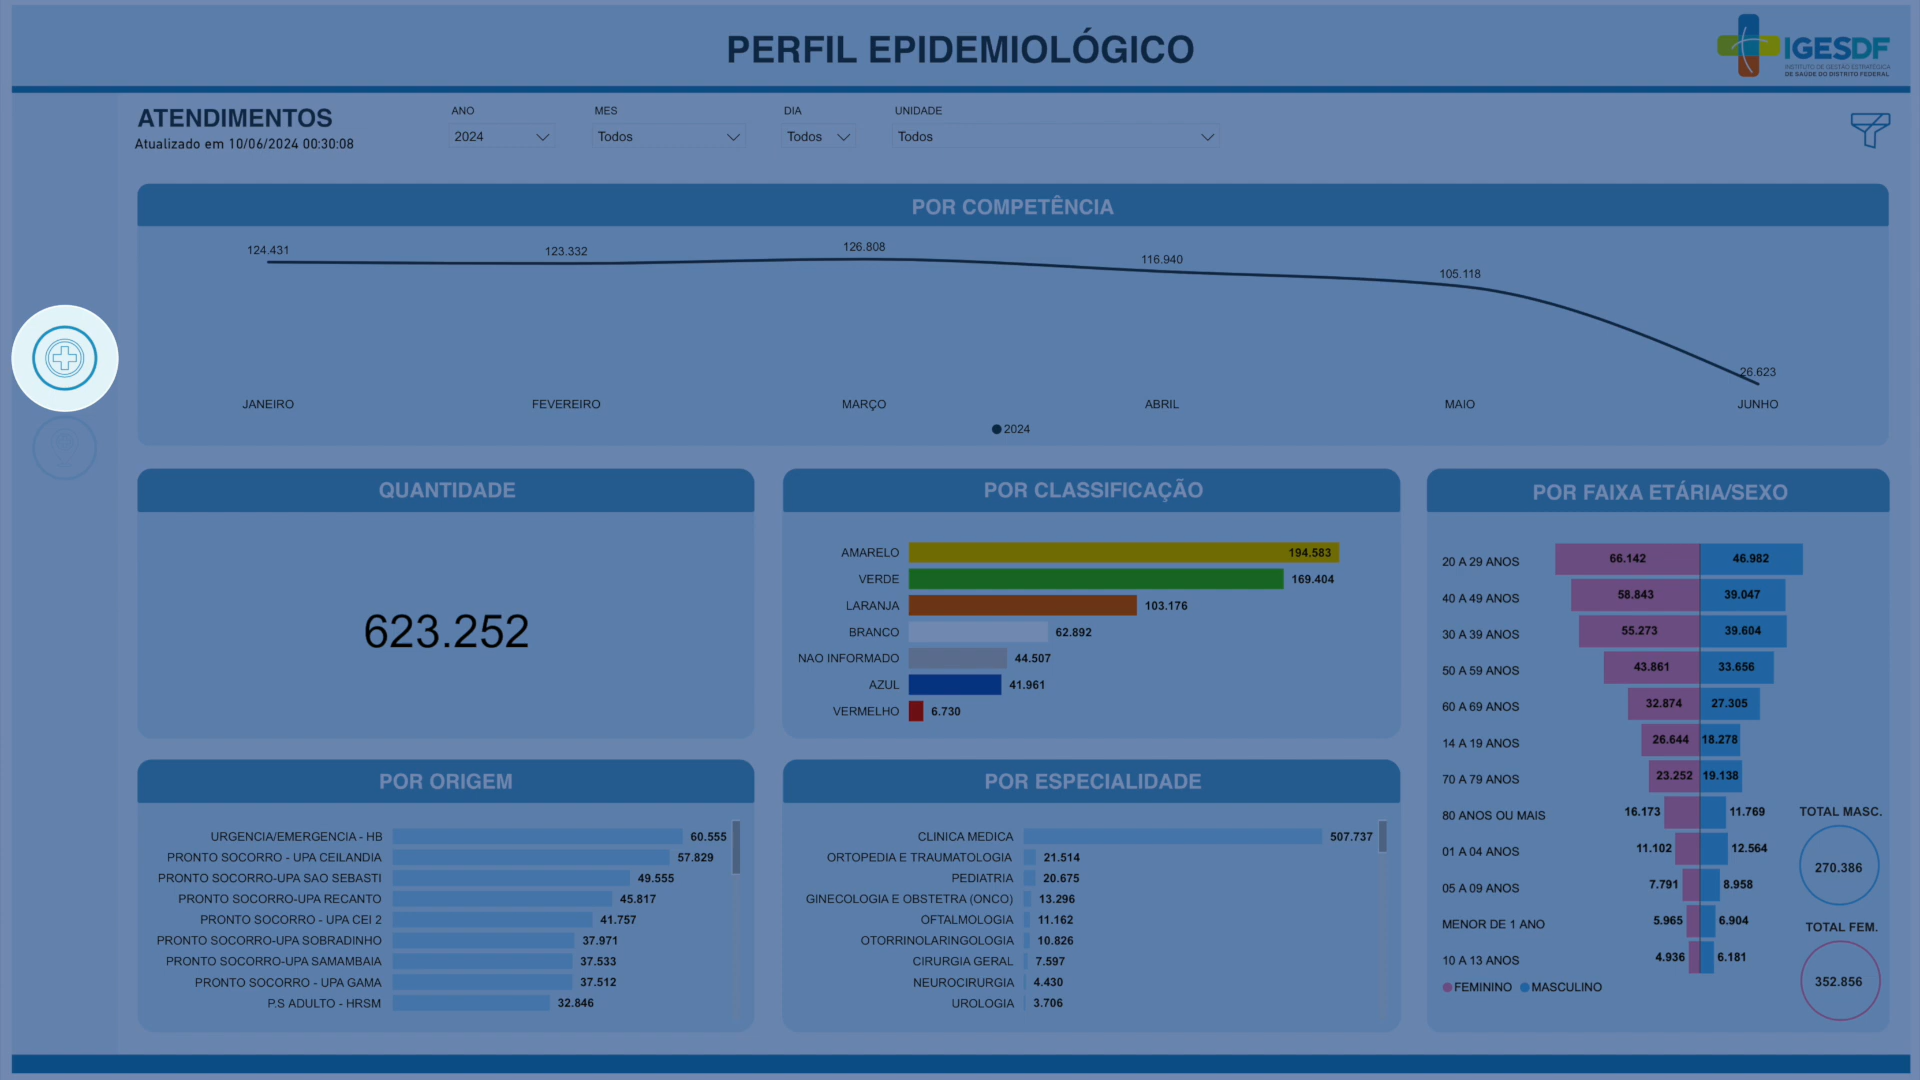 PERFIL EPIDEMIOLÓGICO
IGESDF
INSTITUTO DE GESTÃO ESTRATÉGICA
DE SAÚDE DO DISTRITO FEDERAL
ATENDIMENTOS
Atualizado em 10/06/2024 00:30:08
ANO
2024
MES
Todos
DIA
Todos
UNIDADE
Todos
POR COMPETÊNCIA
124.431
123.332
126.808
116.940
105.118
26.623
JANEIRO
FEVEREIRO
MARÇO
ABRIL
MAIO
JUNHO
2024
QUANTIDADE
623.252
POR CLASSIFICAÇÃO
AMARELO 194.583
VERDE 169.404
LARANJA 103.176
BRANCO 62.892
NAO INFORMADO 44.507
AZUL 41.961
VERMELHO 6.730
POR FAIXA ETÁRIA/SEXO
20 A 29 ANOS 66.142 46.982
40 A 49 ANOS 58.843 39.047
30 A 39 ANOS 55.273 39.604
50 A 59 ANOS 43.861 33.656
60 A 69 ANOS 32.874 27.305
14 A 19 ANOS 26.644 18.278
70 A 79 ANOS 23.252 19.138
80 ANOS OU MAIS 16.173 11.769
01 A 04 ANOS 11.102 12.564
05 A 09 ANOS 7.791 8.958
MENOR DE 1 ANO 5.965 6.904
10 A 13 ANOS 4.936 6.181
FEMININO MASCULINO
TOTAL MASC.
270.386
TOTAL FEM.
352.856
POR ORIGEM
URGENCIA/EMERGENCIA - HB 60.555
PRONTO SOCORRO - UPA CEILANDIA 57.829
PRONTO SOCORRO-UPA SAO SEBASTI 49.555
PRONTO SOCORRO-UPA RECANTO 45.817
PRONTO SOCORRO - UPA CEI 2 41.757
PRONTO SOCORRO-UPA SOBRADINHO 37.971
PRONTO SOCORRO-UPA SAMAMBAIA 37.533
PRONTO SOCORRO - UPA GAMA 37.512
P.S ADULTO - HRSM 32.846
POR ESPECIALIDADE
CLINICA MEDICA 507.737
ORTOPEDIA E TRAUMATOLOGIA 21.514
PEDIATRIA 20.675
GINECOLOGIA E OBSTETRA (ONCO) 13.296
OFTALMOLOGIA 11.162
OTORRINOLARINGOLOGIA 10.826
CIRURGIA GERAL 7.597
NEUROCIRURGIA 4.430
UROLOGIA 3.706